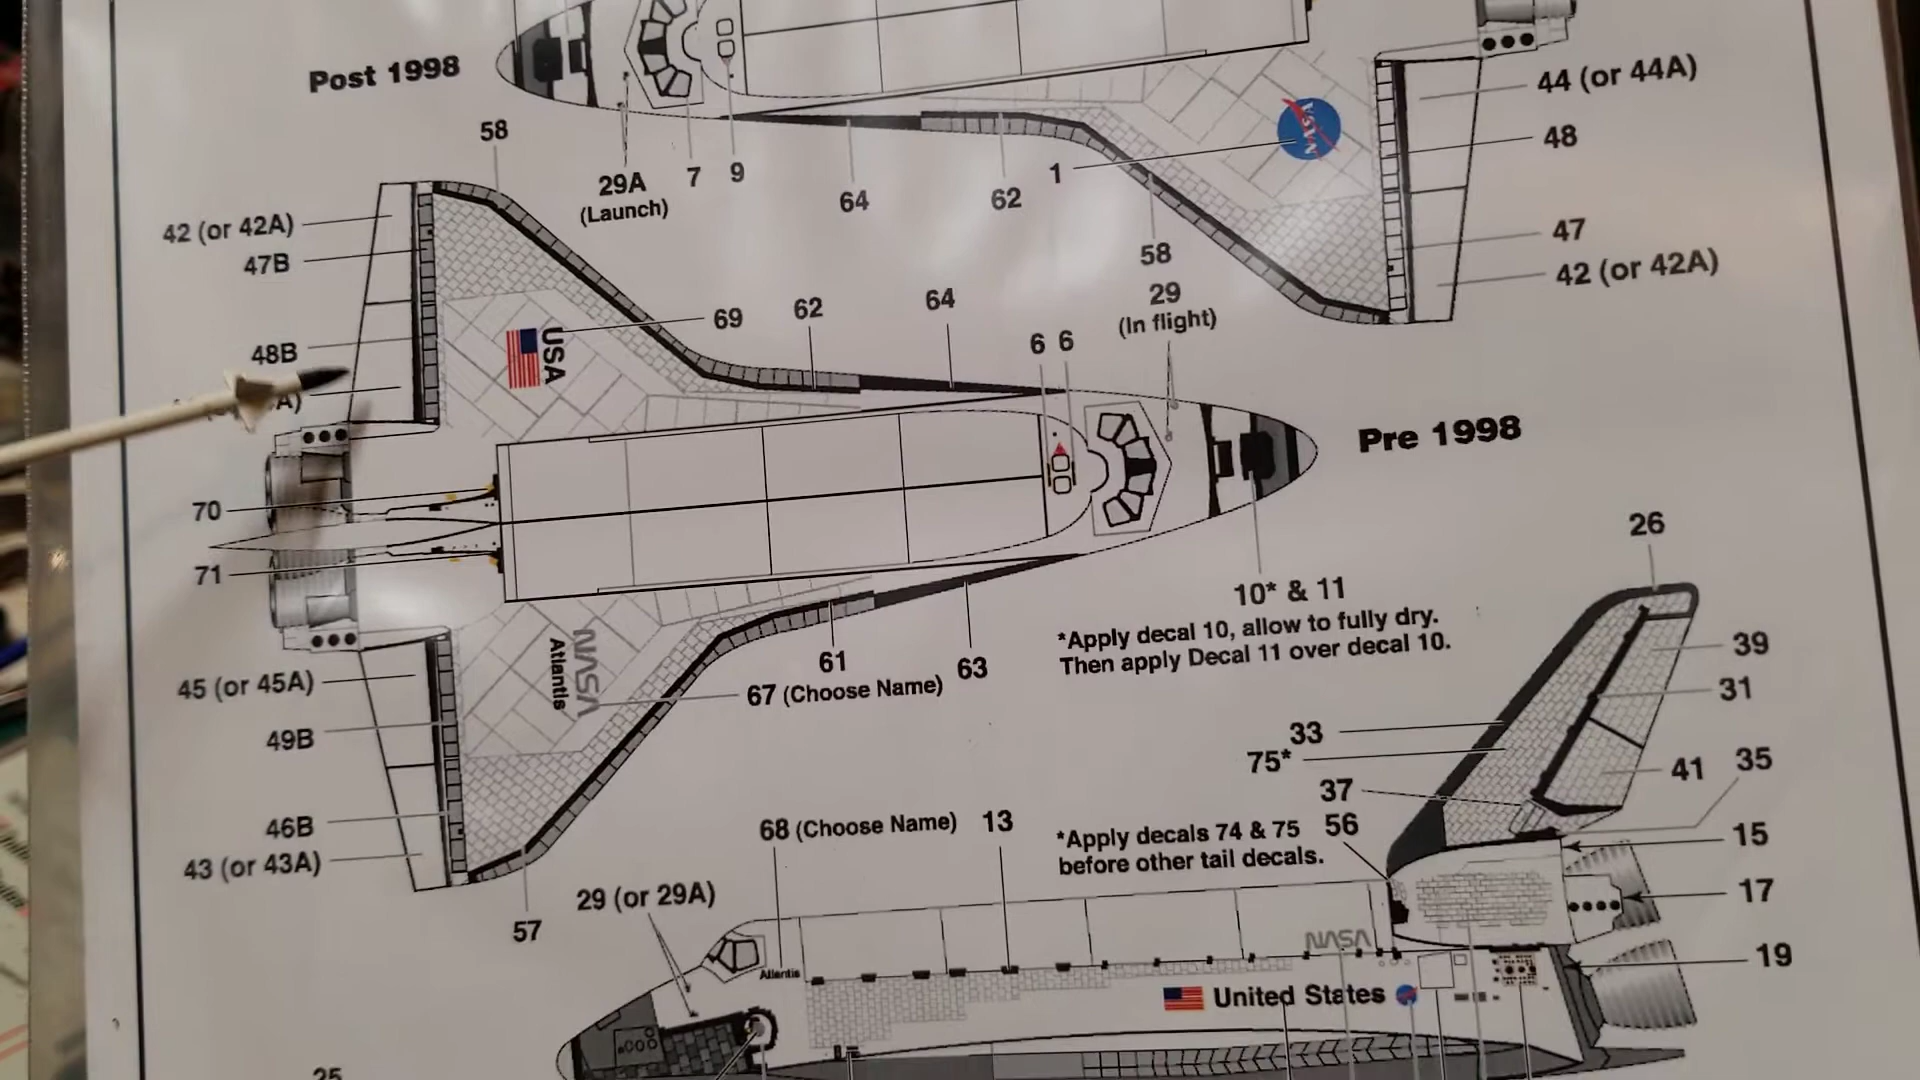 Post 1998
44 (or 44A)
48
NASA
58
29A
(Launch)
7
9
64
62
1
58
47
42 (or 42A)
42 (or 42A)
47B
48B
A)
USA
69
62
64
29
(In flight)
6 6
Pre 1998
70
71
10* & 11
*Apply decal 10, allow to fully dry.
Then apply Decal 11 over decal 10.
26
39
31
33
75*
37
41
35
45 (or 45A)
49B
46B
43 (or 43A)
57
NASA
Atlantis
61
63
67 (Choose Name)
68 (Choose Name)
13
*Apply decals 74 & 75
before other tail decals.
56
15
17
19
29 (or 29A)
Atlantis
NASA
United States
25